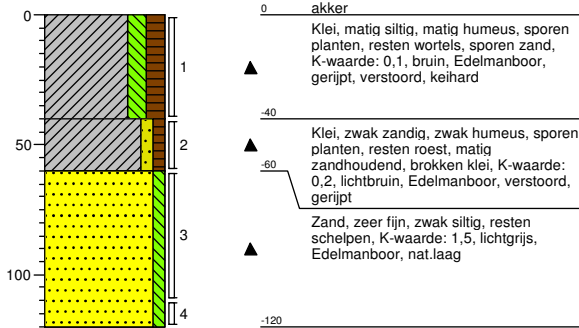 0
50
100
1
2
3
4
0
akker
Klei, matig siltig, matig humeus, sporen
planten, resten wortels, sporen zand,
K-waarde: 0,1, bruin, Edelmanboor,
gerijpt, verstoord, keihard
-40
Klei, zwak zandig, zwak humeus, sporen
planten, resten roest, matig
zandhoudend, brokken klei, K-waarde:
0,2, lichtbruin, Edelmanboor, verstoord,
gerijpt
-60
Zand, zeer fijn, zwak siltig, resten
schelpen, K-waarde: 1,5, lichtgrijs,
Edelmanboor, nat.laag
-120